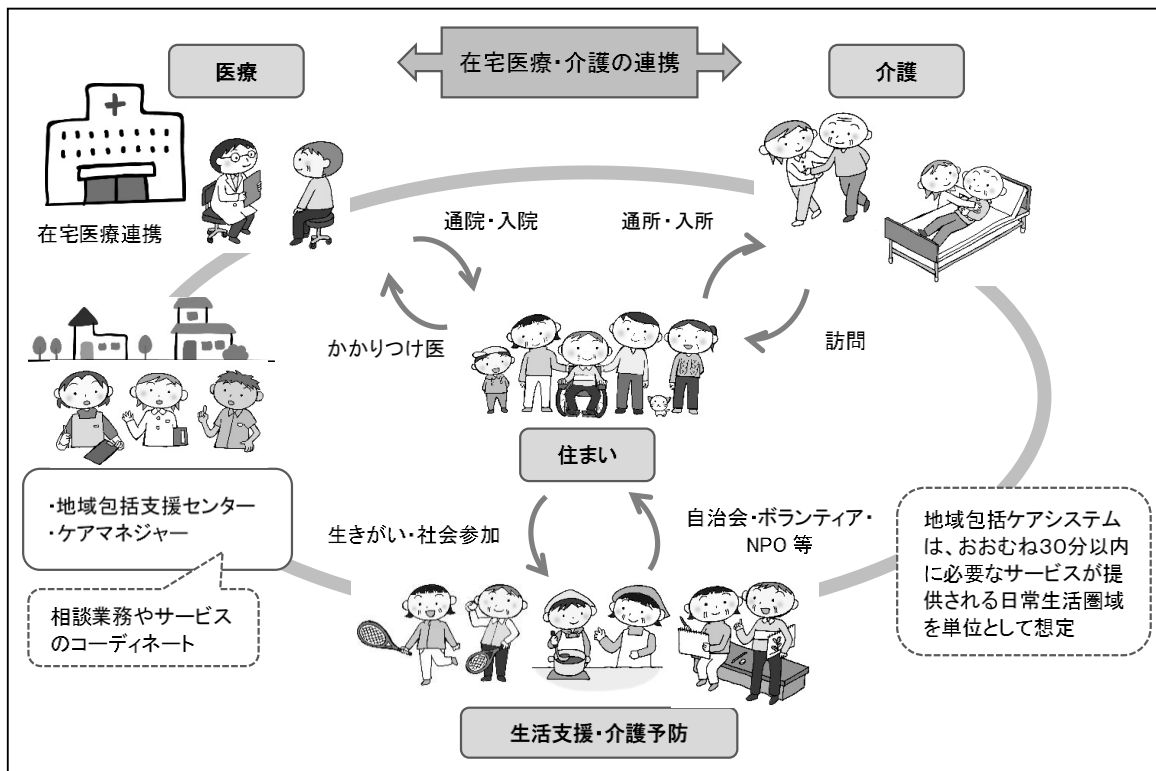 医療
在宅医療・介護の連携
介護
在宅医療連携
通院・入院
通所・入所
かかりつけ医
訪問
住まい
・地域包括支援センター
・ケアマネジャー
相談業務やサービス
のコーディネート
生きがい・社会参加
自治会・ボランティア・
NPO 等
地域包括ケアシステム
は、おおむね30分以内
に必要なサービスが提
供される日常生活圏域
を単位として想定
生活支援・介護予防